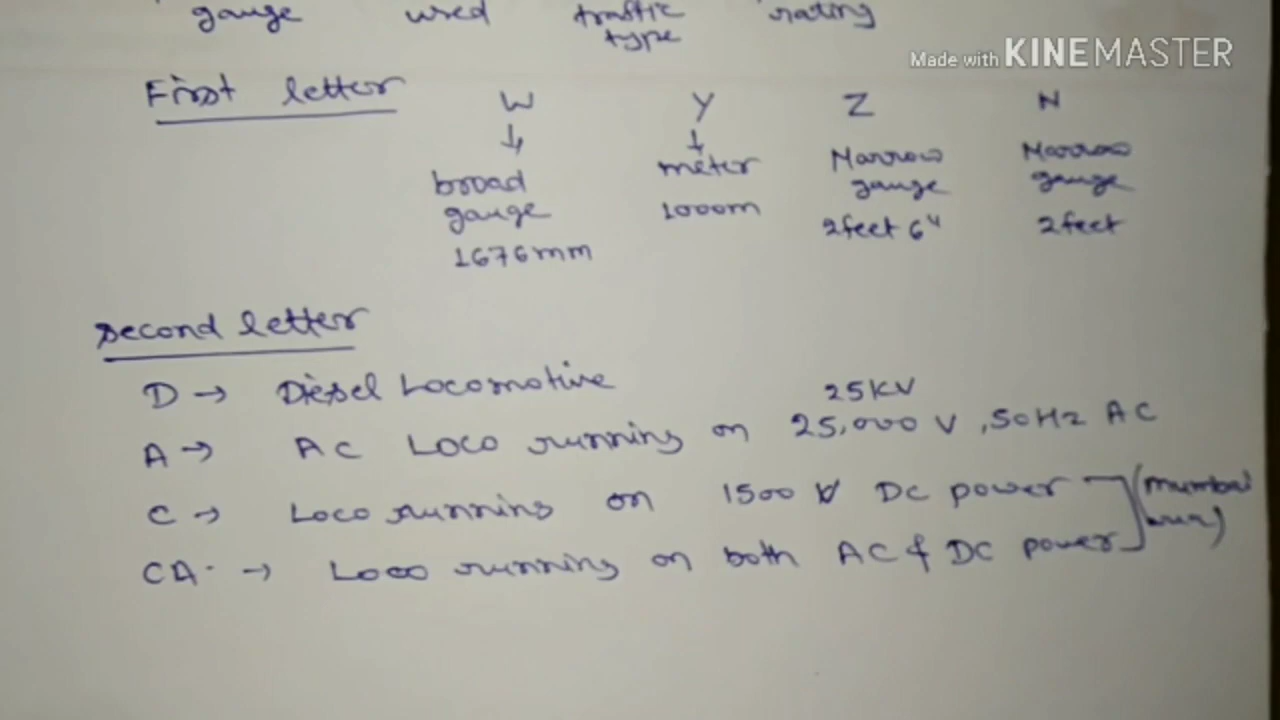 gauge used traffic rating
type
Made with KINEMASTER
First letter W Y Z N
broad meter Narrow Narrow
gauge 1000m gauge gauge
1676mm 2feet 6" 2feet
Second letter
D → Diesel Locomotive
25KV
A → AC Loco running on 25,000 V, 50Hz AC
C → Loco running on 1500 V DC power (Mumbai
CA → Loco running on both AC & DC power